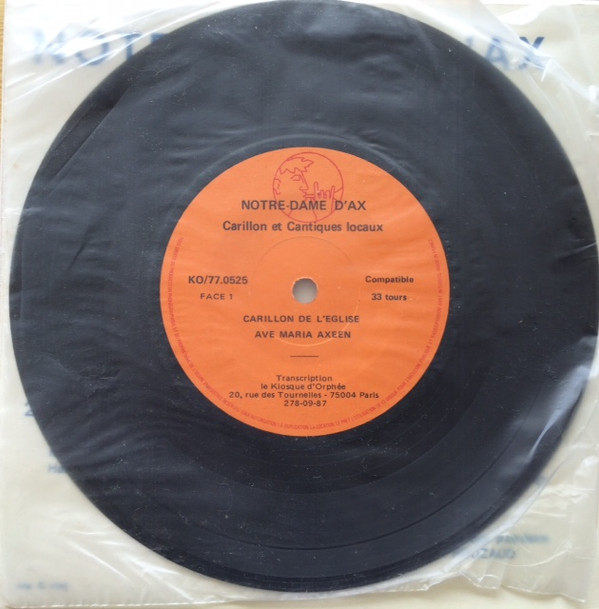 NOTRE-DAME D'AX
Carillon et Cantiques locaux
KO/77.0525 Compatible
FACE 1 33 tours
CARILLON DE L'EGLISE
AVE MARIA AXEEN
Transcription
le Kiosque d'Orphée
20, rue des Tournelles - 75004 Paris
278-09-87